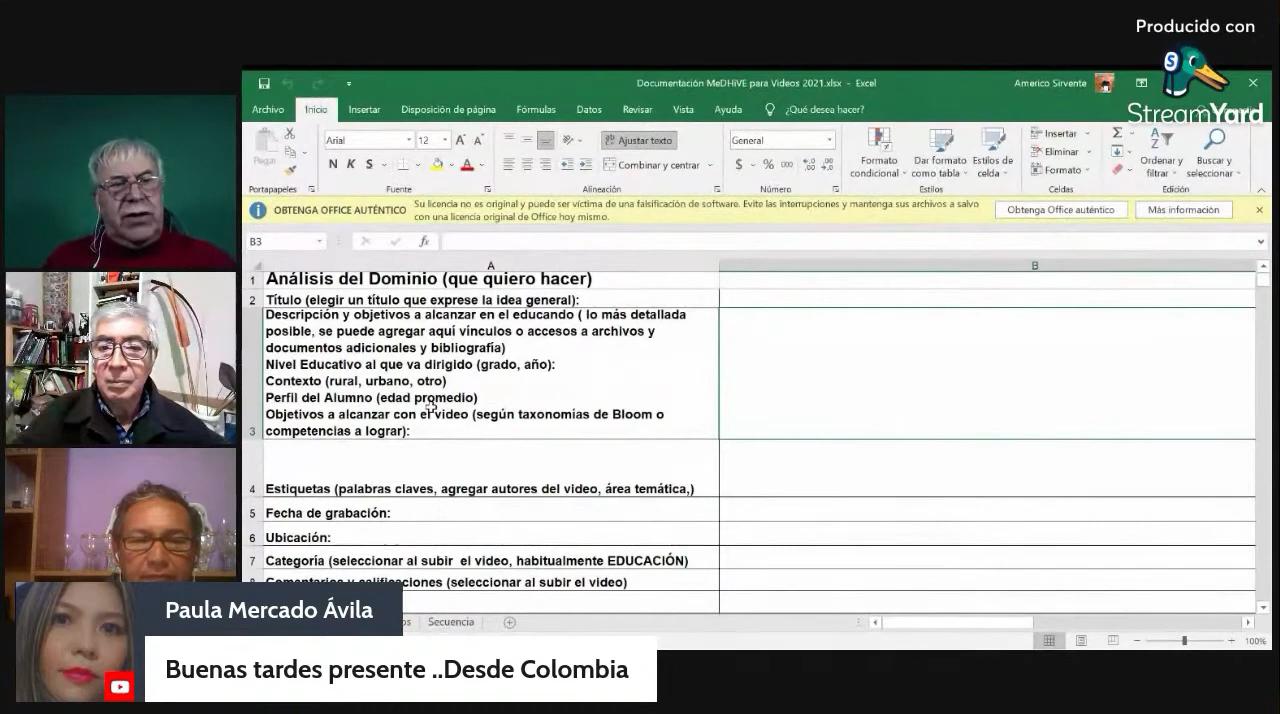 Producido con
StreamYard
Documentación MeDHiVE para Videos 2021.xlsx - Excel
Americo Sirvente
Archivo Inicio Insertar Disposición de página Fórmulas Datos Revisar Vista Ayuda ¿Qué desea hacer?
Pegar
Arial 12
N K S
Ajustar texto
Combinar y centrar
General
$ % 000
Formato condicional
Dar formato como tabla
Estilos de celda
Insertar
Eliminar
Formato
Ordenar y filtrar
Buscar y seleccionar
Portapapeles Fuente Alineación Número Estilos Celdas Edición
OBTENGA OFFICE AUTÉNTICO Su licencia no es original y puede ser víctima de una falsificación de software. Evite las interrupciones y mantenga sus archivos a salvo
con una licencia original de Office hoy mismo.
Obtenga Office auténtico Más información
B3 fx
A B
1 Análisis del Dominio (que quiero hacer)
2 Título (elegir un título que exprese la idea general):
Descripción y objetivos a alcanzar en el educando ( lo más detallada
posible, se puede agregar aquí vínculos o accesos a archivos y
documentos adicionales y bibliografía)
Nivel Educativo al que va dirigido (grado, año):
Contexto (rural, urbano, otro)
Perfil del Alumno (edad promedio)
Objetivos a alcanzar con el video (según taxonomías de Bloom o
3 competencias a lograr):
4 Estiquetas (palabras claves, agregar autores del video, área temática,)
5 Fecha de grabación:
6 Ubicación:
7 Categoría (seleccionar al subir el video, habitualmente EDUCACIÓN)
8 Comentarios y calificaciones (seleccionar al subir el video)
Secuencia
100%
Paula Mercado Ávila
Buenas tardes presente ..Desde Colombia